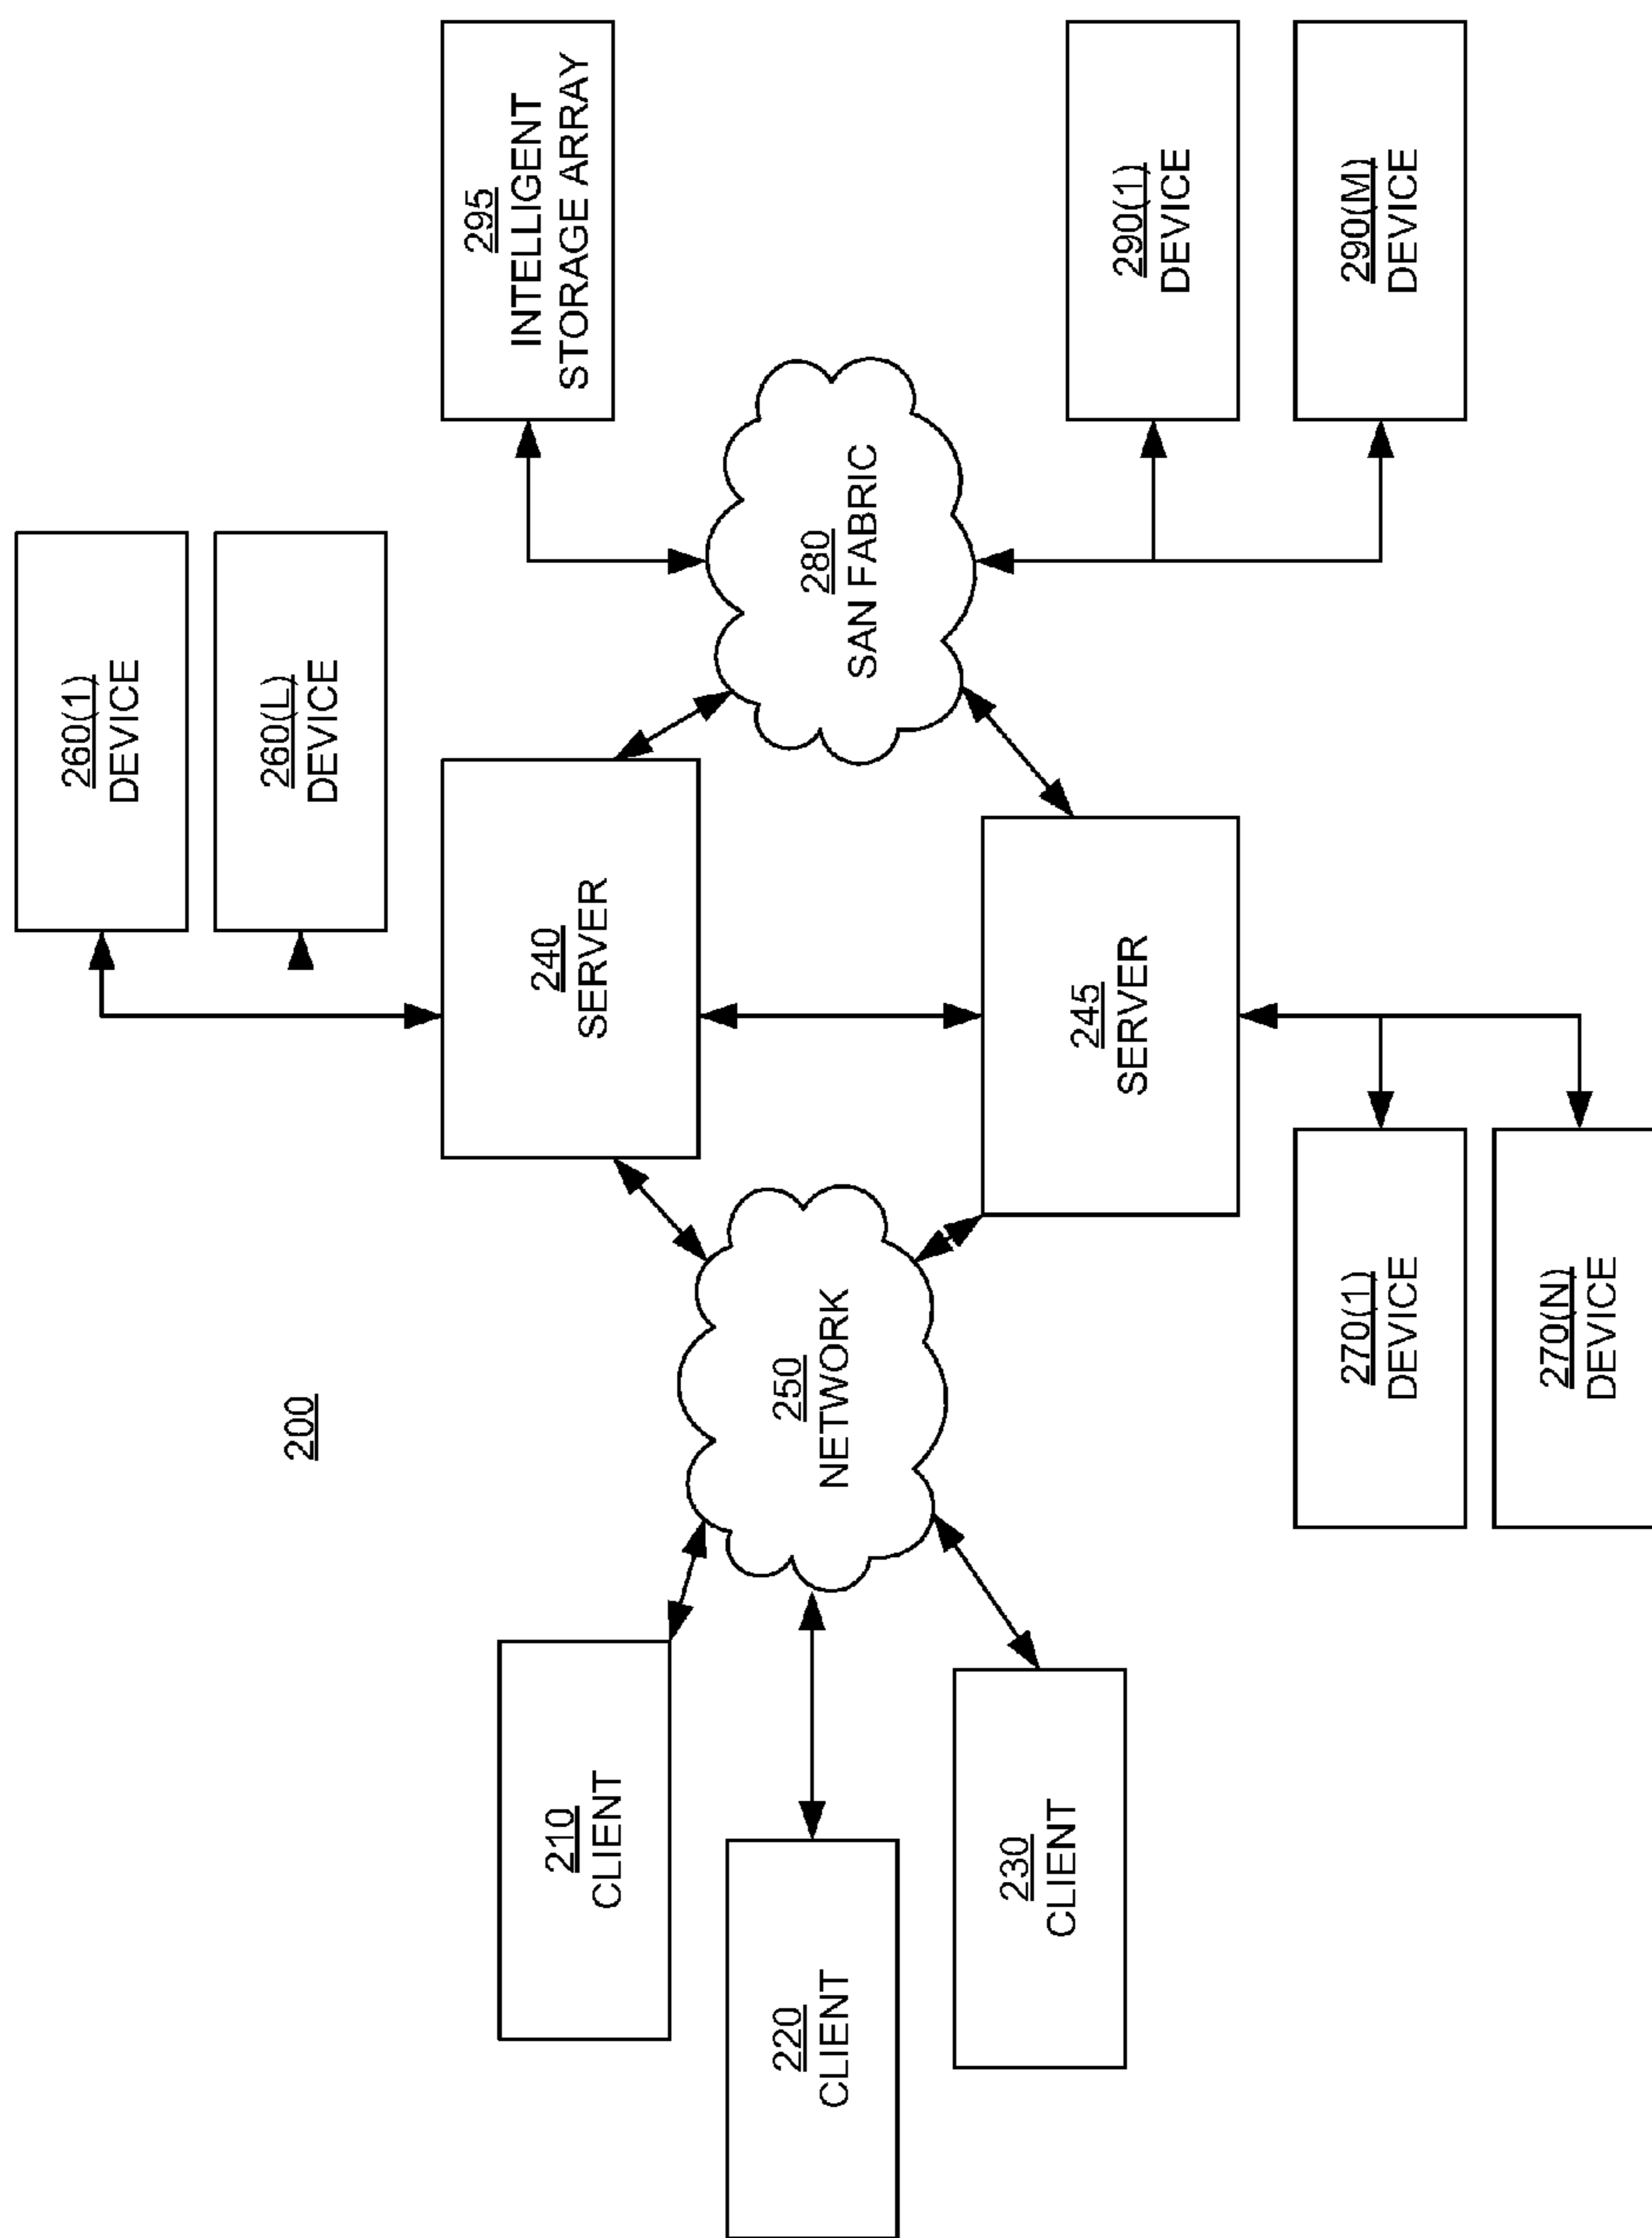 200
210
CLIENT
220
CLIENT
230
CLIENT
250
NETWORK
240
SERVER
245
SERVER
260(1)
DEVICE
260(L)
DEVICE
270(1)
DEVICE
270(N)
DEVICE
280
SAN FABRIC
295
INTELLIGENT
STORAGE ARRAY
290(1)
DEVICE
290(M)
DEVICE